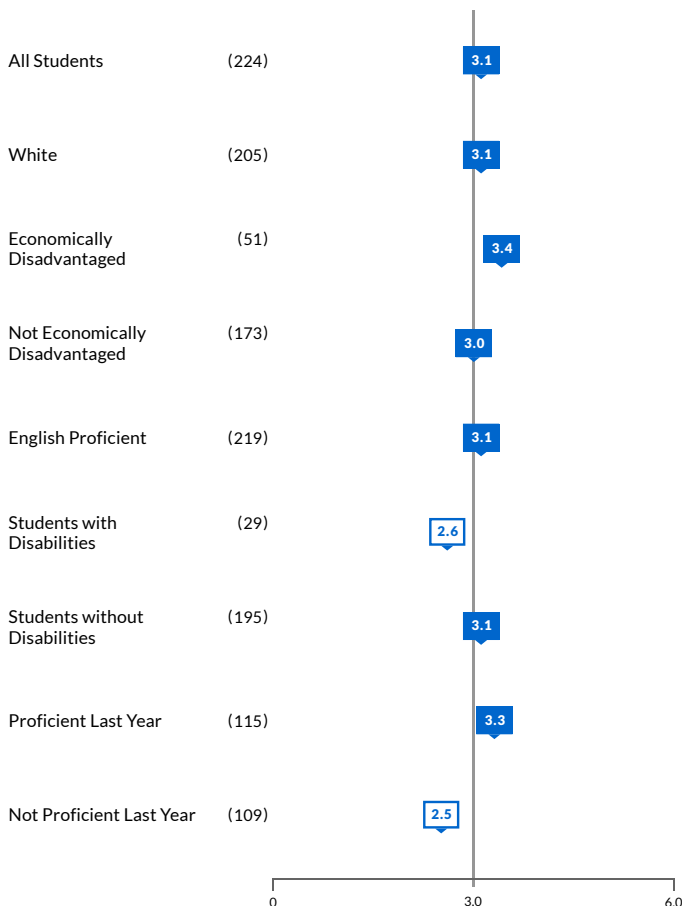 All Students (224) 3.1
White (205) 3.1
Economically (51)
Disadvantaged
3.4
Not Economically (173)
Disadvantaged
3.0
English Proficient (219) 3.1
Students with (29)
Disabilities
2.6
Students without (195)
Disabilities
3.1
Proficient Last Year (115) 3.3
Not Proficient Last Year (109) 2.5
0 3.0 6.0